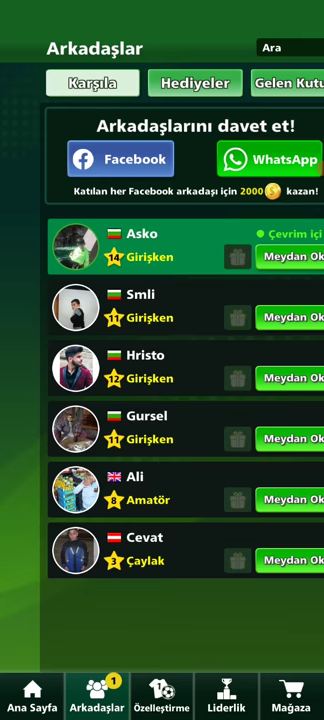 Arkadaşlar
Ara
Karşıla
Hediyeler
Gelen Kutu
Arkadaşlarını davet et!
Facebook
WhatsApp
Katılan her Facebook arkadaşı için 2000 kazan!
Asko
Çevrim içi
14 Girişken
Meydan Ok
Smli
11 Girişken
Meydan Ok
Hristo
12 Girişken
Meydan Ok
Gursel
11 Girişken
Meydan Ok
Ali
8 Amatör
Meydan Ok
Cevat
3 Çaylak
Meydan Ok
1
Ana Sayfa
Arkadaşlar
Özelleştirme
Liderlik
Mağaza